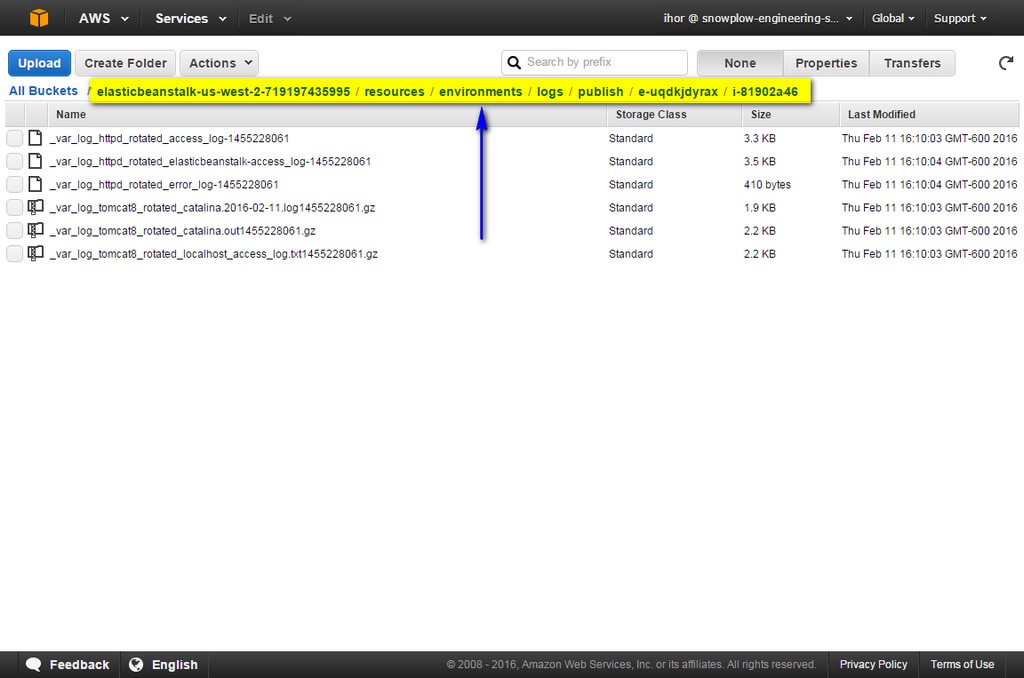 AWS Services Edit ihor @ snowplow-engineering-s... Global Support
Upload Create Folder Actions Search by prefix None Properties Transfers
All Buckets / elasticbeanstalk-us-west-2-719197435995 / resources / environments / logs / publish / e-uqdkjdyrax / i-81902a46
Name Storage Class Size Last Modified
_var_log_httpd_rotated_access_log-1455228061 Standard 3.3 KB Thu Feb 11 16:10:03 GMT-600 2016
_var_log_httpd_rotated_elasticbeanstalk-access_log-1455228061 Standard 3.5 KB Thu Feb 11 16:10:04 GMT-600 2016
_var_log_httpd_rotated_error_log-1455228061 Standard 410 bytes Thu Feb 11 16:10:04 GMT-600 2016
_var_log_tomcat8_rotated_catalina.2016-02-11.log1455228061.gz Standard 1.9 KB Thu Feb 11 16:10:03 GMT-600 2016
_var_log_tomcat8_rotated_catalina.out1455228061.gz Standard 2.2 KB Thu Feb 11 16:10:03 GMT-600 2016
_var_log_tomcat8_rotated_localhost_access_log.txt1455228061.gz Standard 2.2 KB Thu Feb 11 16:10:03 GMT-600 2016
Feedback English © 2008 - 2016, Amazon Web Services, Inc. or its affiliates. All rights reserved. Privacy Policy Terms of Use